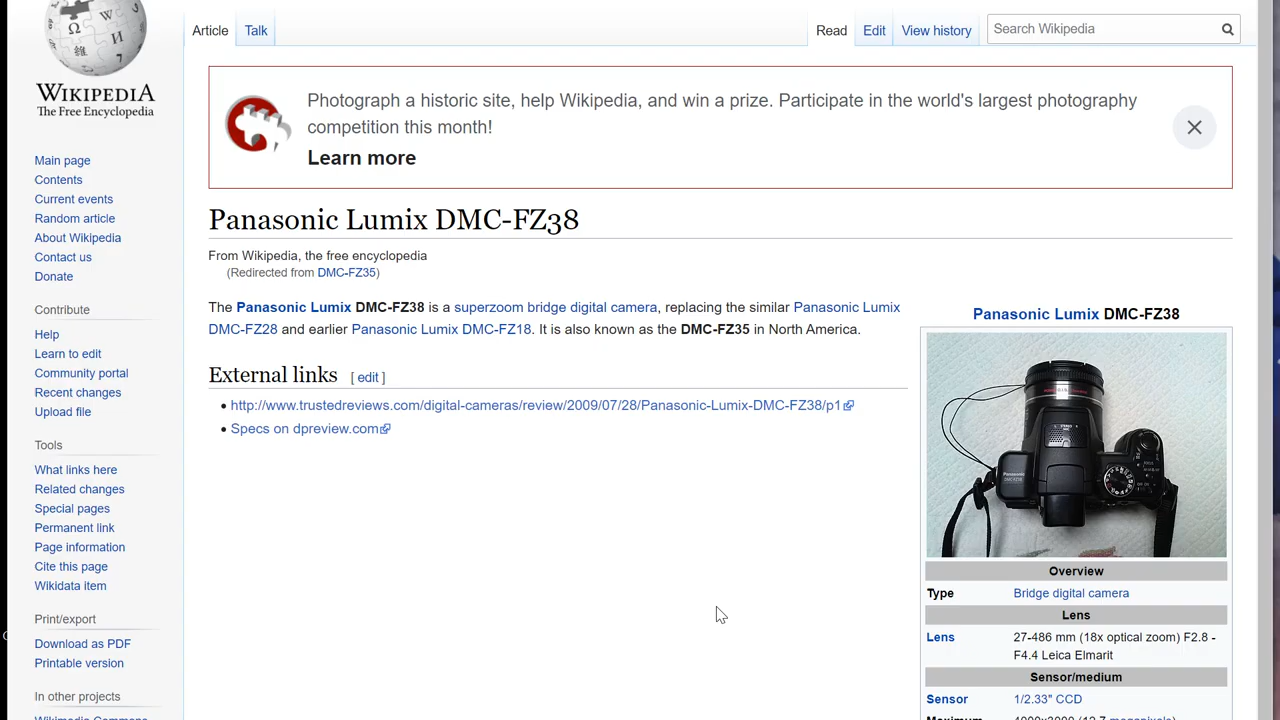 WIKIPEDIA
The Free Encyclopedia
Main page
Contents
Current events
Random article
About Wikipedia
Contact us
Donate
Contribute
Help
Learn to edit
Community portal
Recent changes
Upload file
Tools
What links here
Related changes
Special pages
Permanent link
Page information
Cite this page
Wikidata item
Print/export
Download as PDF
Printable version
In other projects
Wikimedia Commons
Article Talk Read Edit View history Search Wikipedia
Photograph a historic site, help Wikipedia, and win a prize. Participate in the world's largest photography
competition this month!
Learn more
Panasonic Lumix DMC-FZ38
From Wikipedia, the free encyclopedia
(Redirected from DMC-FZ35)
The Panasonic Lumix DMC-FZ38 is a superzoom bridge digital camera, replacing the similar Panasonic Lumix
DMC-FZ28 and earlier Panasonic Lumix DMC-FZ18. It is also known as the DMC-FZ35 in North America.
External links [ edit ]
• http://www.trustedreviews.com/digital-cameras/review/2009/07/28/Panasonic-Lumix-DMC-FZ38/p1
• Specs on dpreview.com
Panasonic Lumix DMC-FZ38
Panasonic
Overview
Type Bridge digital camera
Lens
Lens 27-486 mm (18x optical zoom) F2.8 -
F4.4 Leica Elmarit
Sensor/medium
Sensor 1/2.33" CCD
Maximum 4000x3000 (12.7 megapixels)